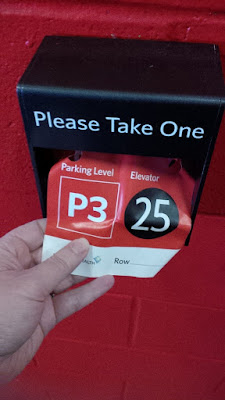 Please Take One
Parking Level Elevator
P3 25
Row